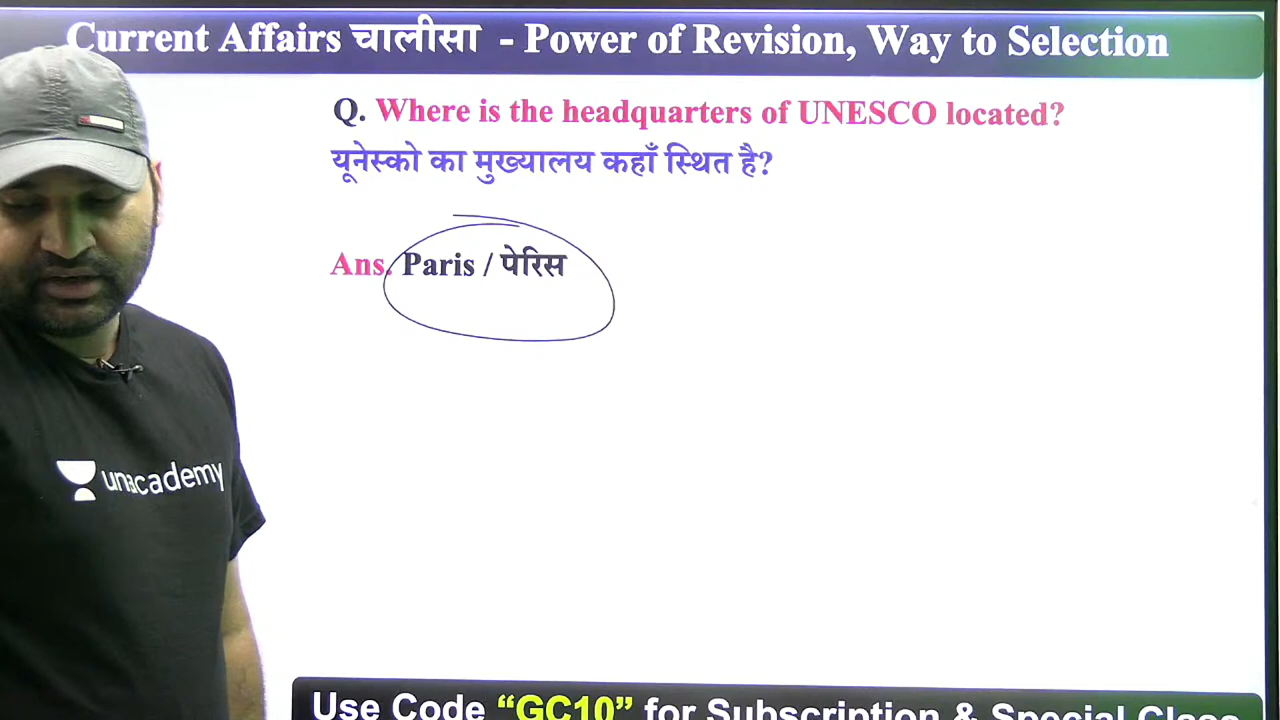 Current Affairs चालीसा - Power of Revision, Way to Selection
Q. Where is the headquarters of UNESCO located?
यूनेस्को का मुख्यालय कहाँ स्थित है?
Ans. Paris / पेरिस
unacademy
Use Code “GC10” for Subscription & Special Class